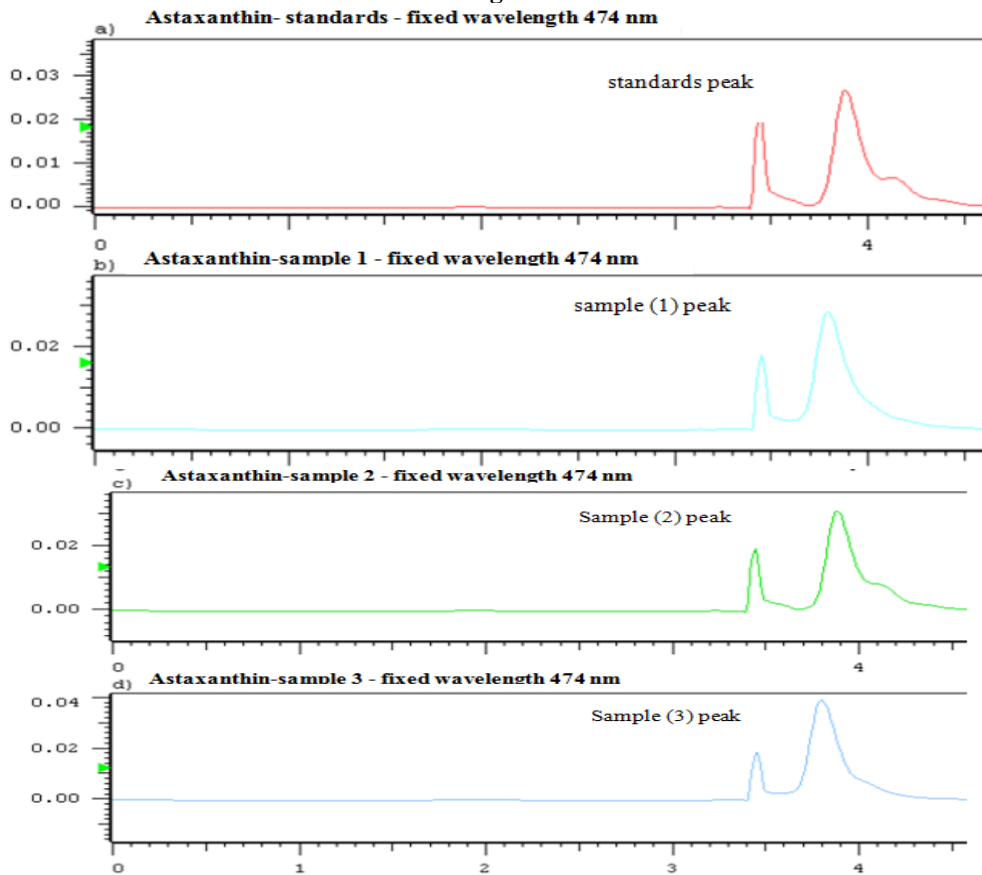 Astaxanthin- standards - fixed wavelength 474 nm
a)
0.03
standards peak
0.02
0.01
0.00
0 4
b) Astaxanthin-sample 1 - fixed wavelength 474 nm
sample (1) peak
0.02
0.00
Astaxanthin-sample 2 - fixed wavelength 474 nm
c)
Sample (2) peak
0.02
0.00
0 4
d) Astaxanthin-sample 3 - fixed wavelength 474 nm
0.04
Sample (3) peak
0.02
0.00
0 1 2 3 4